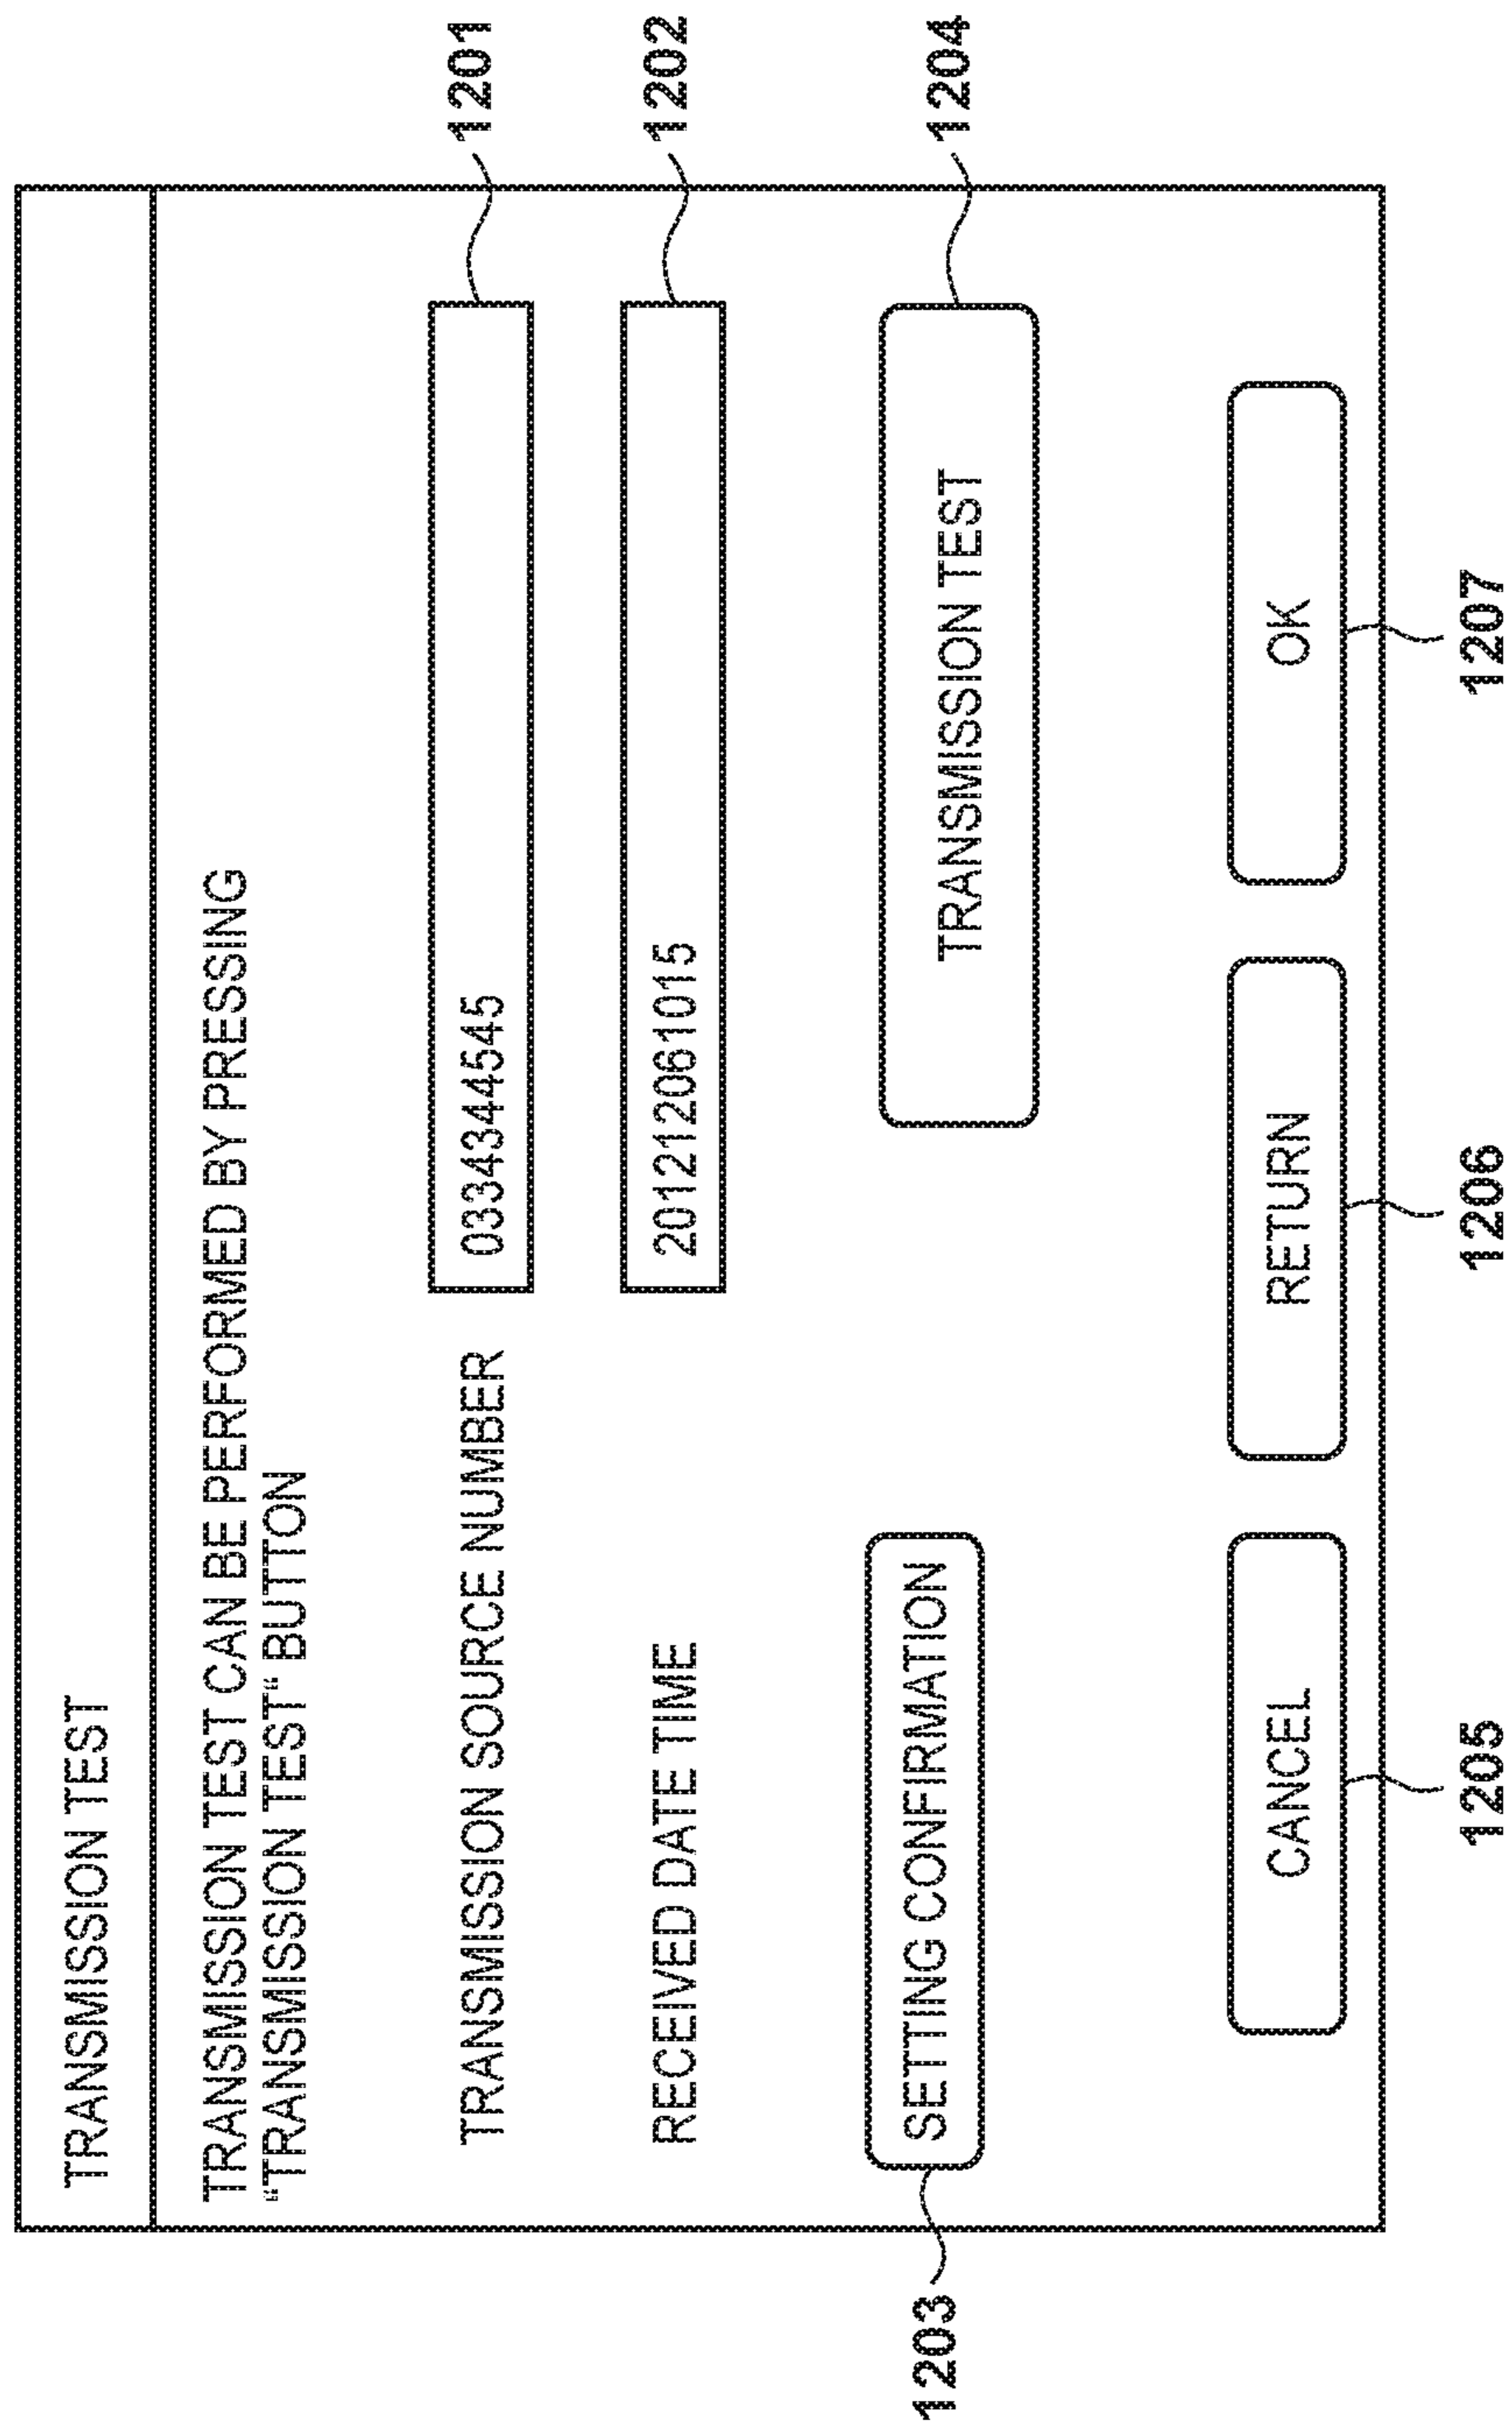 TRANSMISSION TEST
TRANSMISSION TEST CAN BE PERFORMED BY PRESSING
“TRANSMISSION TEST“ BUTTON
TRANSMISSION SOURCE NUMBER 0334344545 1201
RECEIVED DATE TIME 201212061015 1202
1203 SETTING CONFIRMATION TRANSMISSION TEST 1204
CANCEL RETURN OK
1205 1206 1207